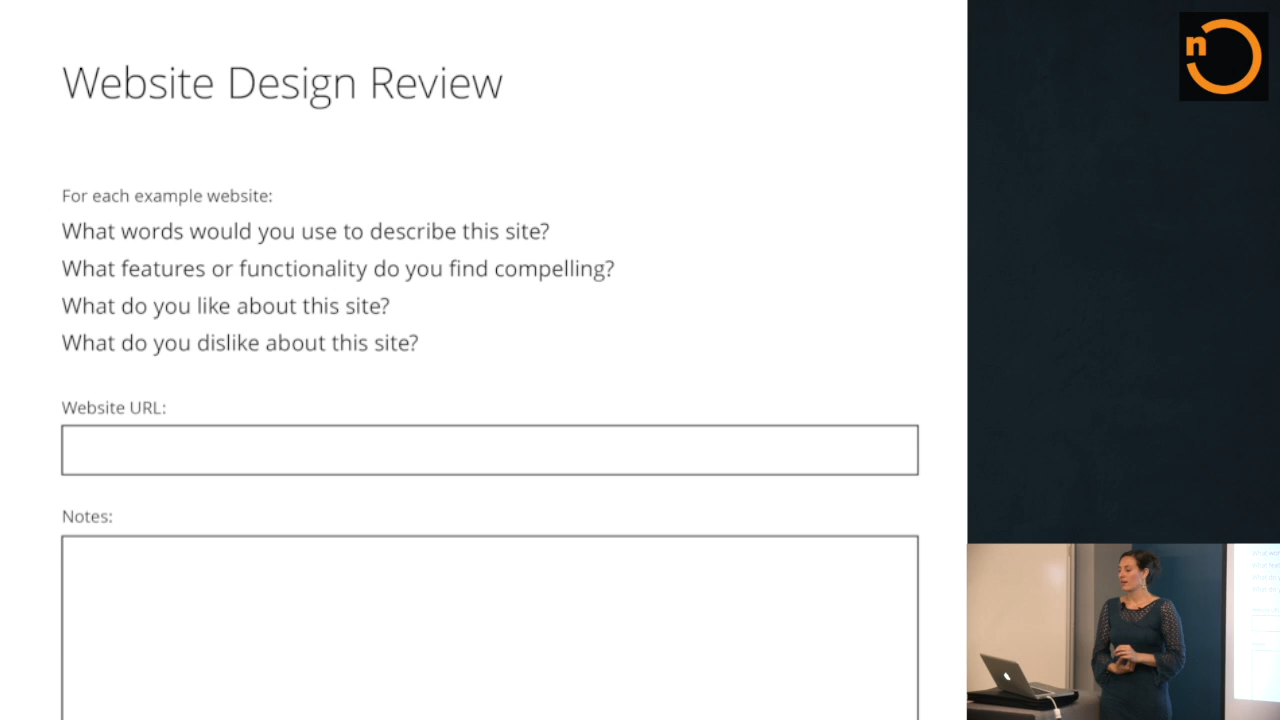 Website Design Review
For each example website:
What words would you use to describe this site?
What features or functionality do you find compelling?
What do you like about this site?
What do you dislike about this site?
Website URL:
Notes:
n